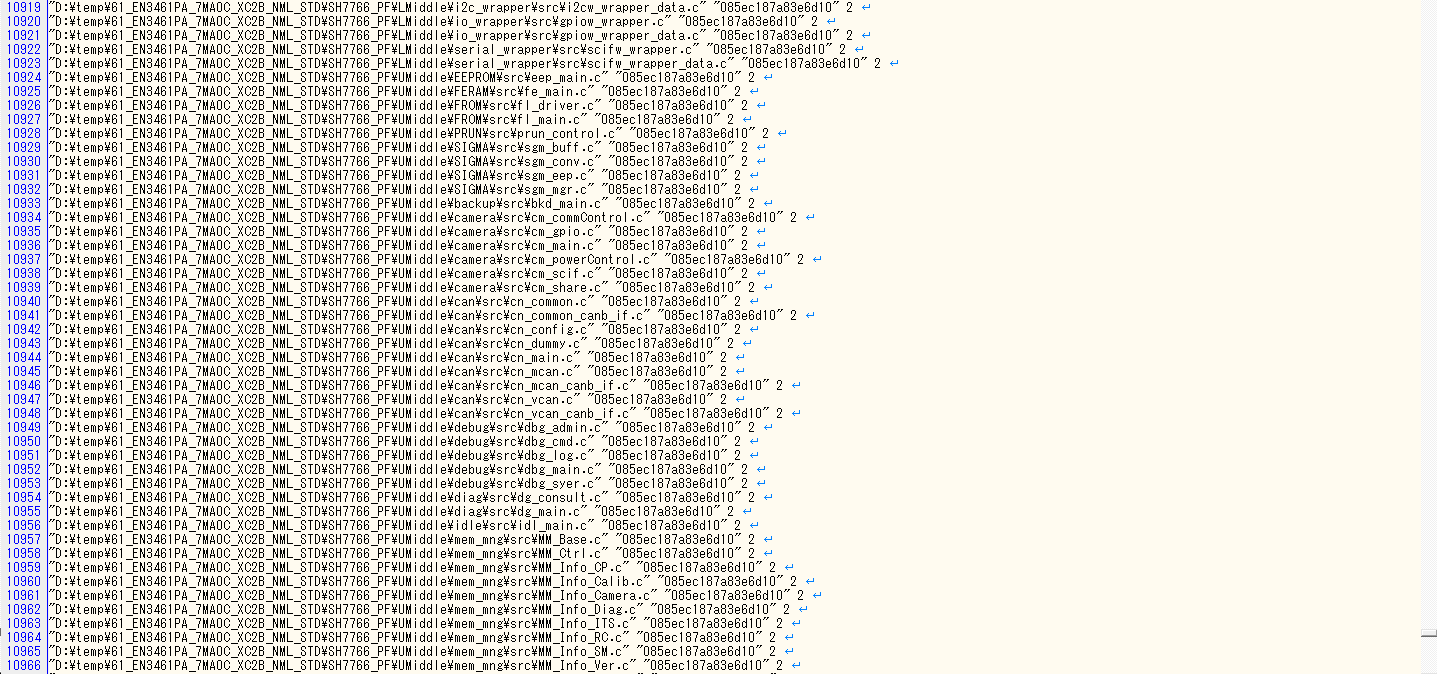 10919 "D:¥temp¥61_EN3461PA_7MAOC_XC2B_NML_STD¥SH7766_PF¥LMiddle¥i2c_wrapper¥src¥i2cw_wrapper_data.c" "085ec187a83e6d10" 2 ↵
10920 "D:¥temp¥61_EN3461PA_7MAOC_XC2B_NML_STD¥SH7766_PF¥LMiddle¥io_wrapper¥src¥gpiow_wrapper.c" "085ec187a83e6d10" 2 ↵
10921 "D:¥temp¥61_EN3461PA_7MAOC_XC2B_NML_STD¥SH7766_PF¥LMiddle¥io_wrapper¥src¥gpiow_wrapper_data.c" "085ec187a83e6d10" 2 ↵
10922 "D:¥temp¥61_EN3461PA_7MAOC_XC2B_NML_STD¥SH7766_PF¥LMiddle¥serial_wrapper¥src¥scifw_wrapper.c" "085ec187a83e6d10" 2 ↵
10923 "D:¥temp¥61_EN3461PA_7MAOC_XC2B_NML_STD¥SH7766_PF¥LMiddle¥serial_wrapper¥src¥scifw_wrapper_data.c" "085ec187a83e6d10" 2 ↵
10924 "D:¥temp¥61_EN3461PA_7MAOC_XC2B_NML_STD¥SH7766_PF¥UMiddle¥EEPROM¥src¥eep_main.c" "085ec187a83e6d10" 2 ↵
10925 "D:¥temp¥61_EN3461PA_7MAOC_XC2B_NML_STD¥SH7766_PF¥UMiddle¥FERAM¥src¥fe_main.c" "085ec187a83e6d10" 2 ↵
10926 "D:¥temp¥61_EN3461PA_7MAOC_XC2B_NML_STD¥SH7766_PF¥UMiddle¥FROM¥src¥fl_driver.c" "085ec187a83e6d10" 2 ↵
10927 "D:¥temp¥61_EN3461PA_7MAOC_XC2B_NML_STD¥SH7766_PF¥UMiddle¥FROM¥src¥fl_main.c" "085ec187a83e6d10" 2 ↵
10928 "D:¥temp¥61_EN3461PA_7MAOC_XC2B_NML_STD¥SH7766_PF¥UMiddle¥PRUN¥src¥prun_control.c" "085ec187a83e6d10" 2 ↵
10929 "D:¥temp¥61_EN3461PA_7MAOC_XC2B_NML_STD¥SH7766_PF¥UMiddle¥SIGMA¥src¥sgm_buff.c" "085ec187a83e6d10" 2 ↵
10930 "D:¥temp¥61_EN3461PA_7MAOC_XC2B_NML_STD¥SH7766_PF¥UMiddle¥SIGMA¥src¥sgm_conv.c" "085ec187a83e6d10" 2 ↵
10931 "D:¥temp¥61_EN3461PA_7MAOC_XC2B_NML_STD¥SH7766_PF¥UMiddle¥SIGMA¥src¥sgm_eep.c" "085ec187a83e6d10" 2 ↵
10932 "D:¥temp¥61_EN3461PA_7MAOC_XC2B_NML_STD¥SH7766_PF¥UMiddle¥SIGMA¥src¥sgm_mgr.c" "085ec187a83e6d10" 2 ↵
10933 "D:¥temp¥61_EN3461PA_7MAOC_XC2B_NML_STD¥SH7766_PF¥UMiddle¥backup¥src¥bkd_main.c" "085ec187a83e6d10" 2 ↵
10934 "D:¥temp¥61_EN3461PA_7MAOC_XC2B_NML_STD¥SH7766_PF¥UMiddle¥camera¥src¥cm_commControl.c" "085ec187a83e6d10" 2 ↵
10935 "D:¥temp¥61_EN3461PA_7MAOC_XC2B_NML_STD¥SH7766_PF¥UMiddle¥camera¥src¥cm_gpio.c" "085ec187a83e6d10" 2 ↵
10936 "D:¥temp¥61_EN3461PA_7MAOC_XC2B_NML_STD¥SH7766_PF¥UMiddle¥camera¥src¥cm_main.c" "085ec187a83e6d10" 2 ↵
10937 "D:¥temp¥61_EN3461PA_7MAOC_XC2B_NML_STD¥SH7766_PF¥UMiddle¥camera¥src¥cm_powerControl.c" "085ec187a83e6d10" 2 ↵
10938 "D:¥temp¥61_EN3461PA_7MAOC_XC2B_NML_STD¥SH7766_PF¥UMiddle¥camera¥src¥cm_scif.c" "085ec187a83e6d10" 2 ↵
10939 "D:¥temp¥61_EN3461PA_7MAOC_XC2B_NML_STD¥SH7766_PF¥UMiddle¥camera¥src¥cm_share.c" "085ec187a83e6d10" 2 ↵
10940 "D:¥temp¥61_EN3461PA_7MAOC_XC2B_NML_STD¥SH7766_PF¥UMiddle¥can¥src¥cn_common.c" "085ec187a83e6d10" 2 ↵
10941 "D:¥temp¥61_EN3461PA_7MAOC_XC2B_NML_STD¥SH7766_PF¥UMiddle¥can¥src¥cn_common_canb_if.c" "085ec187a83e6d10" 2 ↵
10942 "D:¥temp¥61_EN3461PA_7MAOC_XC2B_NML_STD¥SH7766_PF¥UMiddle¥can¥src¥cn_config.c" "085ec187a83e6d10" 2 ↵
10943 "D:¥temp¥61_EN3461PA_7MAOC_XC2B_NML_STD¥SH7766_PF¥UMiddle¥can¥src¥cn_dummy.c" "085ec187a83e6d10" 2 ↵
10944 "D:¥temp¥61_EN3461PA_7MAOC_XC2B_NML_STD¥SH7766_PF¥UMiddle¥can¥src¥cn_main.c" "085ec187a83e6d10" 2 ↵
10945 "D:¥temp¥61_EN3461PA_7MAOC_XC2B_NML_STD¥SH7766_PF¥UMiddle¥can¥src¥cn_mcan.c" "085ec187a83e6d10" 2 ↵
10946 "D:¥temp¥61_EN3461PA_7MAOC_XC2B_NML_STD¥SH7766_PF¥UMiddle¥can¥src¥cn_mcan_canb_if.c" "085ec187a83e6d10" 2 ↵
10947 "D:¥temp¥61_EN3461PA_7MAOC_XC2B_NML_STD¥SH7766_PF¥UMiddle¥can¥src¥cn_vcan.c" "085ec187a83e6d10" 2 ↵
10948 "D:¥temp¥61_EN3461PA_7MAOC_XC2B_NML_STD¥SH7766_PF¥UMiddle¥can¥src¥cn_vcan_canb_if.c" "085ec187a83e6d10" 2 ↵
10949 "D:¥temp¥61_EN3461PA_7MAOC_XC2B_NML_STD¥SH7766_PF¥UMiddle¥debug¥src¥dbg_admin.c" "085ec187a83e6d10" 2 ↵
10950 "D:¥temp¥61_EN3461PA_7MAOC_XC2B_NML_STD¥SH7766_PF¥UMiddle¥debug¥src¥dbg_cmd.c" "085ec187a83e6d10" 2 ↵
10951 "D:¥temp¥61_EN3461PA_7MAOC_XC2B_NML_STD¥SH7766_PF¥UMiddle¥debug¥src¥dbg_log.c" "085ec187a83e6d10" 2 ↵
10952 "D:¥temp¥61_EN3461PA_7MAOC_XC2B_NML_STD¥SH7766_PF¥UMiddle¥debug¥src¥dbg_main.c" "085ec187a83e6d10" 2 ↵
10953 "D:¥temp¥61_EN3461PA_7MAOC_XC2B_NML_STD¥SH7766_PF¥UMiddle¥debug¥src¥dbg_syer.c" "085ec187a83e6d10" 2 ↵
10954 "D:¥temp¥61_EN3461PA_7MAOC_XC2B_NML_STD¥SH7766_PF¥UMiddle¥diag¥src¥dg_consult.c" "085ec187a83e6d10" 2 ↵
10955 "D:¥temp¥61_EN3461PA_7MAOC_XC2B_NML_STD¥SH7766_PF¥UMiddle¥diag¥src¥dg_main.c" "085ec187a83e6d10" 2 ↵
10956 "D:¥temp¥61_EN3461PA_7MAOC_XC2B_NML_STD¥SH7766_PF¥UMiddle¥idle¥src¥idl_main.c" "085ec187a83e6d10" 2 ↵
10957 "D:¥temp¥61_EN3461PA_7MAOC_XC2B_NML_STD¥SH7766_PF¥UMiddle¥mem_mng¥src¥MM_Base.c" "085ec187a83e6d10" 2 ↵
10958 "D:¥temp¥61_EN3461PA_7MAOC_XC2B_NML_STD¥SH7766_PF¥UMiddle¥mem_mng¥src¥MM_Ctrl.c" "085ec187a83e6d10" 2 ↵
10959 "D:¥temp¥61_EN3461PA_7MAOC_XC2B_NML_STD¥SH7766_PF¥UMiddle¥mem_mng¥src¥MM_Info_CP.c" "085ec187a83e6d10" 2 ↵
10960 "D:¥temp¥61_EN3461PA_7MAOC_XC2B_NML_STD¥SH7766_PF¥UMiddle¥mem_mng¥src¥MM_Info_Calib.c" "085ec187a83e6d10" 2 ↵
10961 "D:¥temp¥61_EN3461PA_7MAOC_XC2B_NML_STD¥SH7766_PF¥UMiddle¥mem_mng¥src¥MM_Info_Camera.c" "085ec187a83e6d10" 2 ↵
10962 "D:¥temp¥61_EN3461PA_7MAOC_XC2B_NML_STD¥SH7766_PF¥UMiddle¥mem_mng¥src¥MM_Info_Diag.c" "085ec187a83e6d10" 2 ↵
10963 "D:¥temp¥61_EN3461PA_7MAOC_XC2B_NML_STD¥SH7766_PF¥UMiddle¥mem_mng¥src¥MM_Info_ITS.c" "085ec187a83e6d10" 2 ↵
10964 "D:¥temp¥61_EN3461PA_7MAOC_XC2B_NML_STD¥SH7766_PF¥UMiddle¥mem_mng¥src¥MM_Info_RC.c" "085ec187a83e6d10" 2 ↵
10965 "D:¥temp¥61_EN3461PA_7MAOC_XC2B_NML_STD¥SH7766_PF¥UMiddle¥mem_mng¥src¥MM_Info_SM.c" "085ec187a83e6d10" 2 ↵
10966 "D:¥temp¥61_EN3461PA_7MAOC_XC2B_NML_STD¥SH7766_PF¥UMiddle¥mem_mng¥src¥MM_Info_Ver.c" "085ec187a83e6d10" 2 ↵